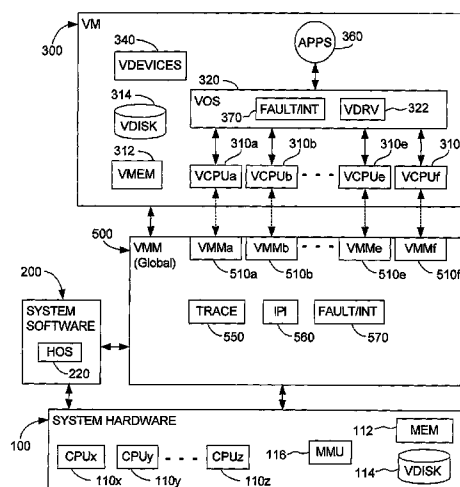 300
VM
340
VDEVICES
APPS
360
320
VOS
314
VDISK
370
FAULT/INT
VDRV
322
312
VMEM
310a
310b
310e
310
VCPUa
VCPUb
VCPUe
VCPUf
500
VMM
(Global)
VMMa
VMMb
VMMe
VMMf
510a
510b
510e
510f
200
SYSTEM
SOFTWARE
HOS
220
TRACE
550
IPI
560
FAULT/INT
570
100
SYSTEM HARDWARE
CPUx
CPUy
CPUz
110x
110y
110z
116
MMU
112
MEM
114
VDISK